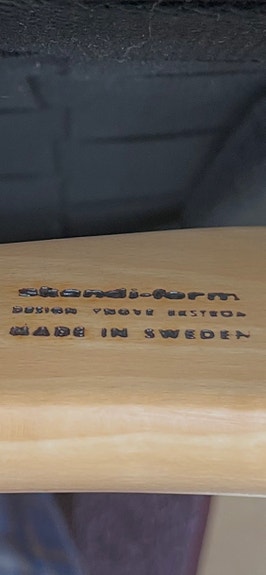 skandi-form
DESIGN YNGVE EKSTRÖM
MADE IN SWEDEN